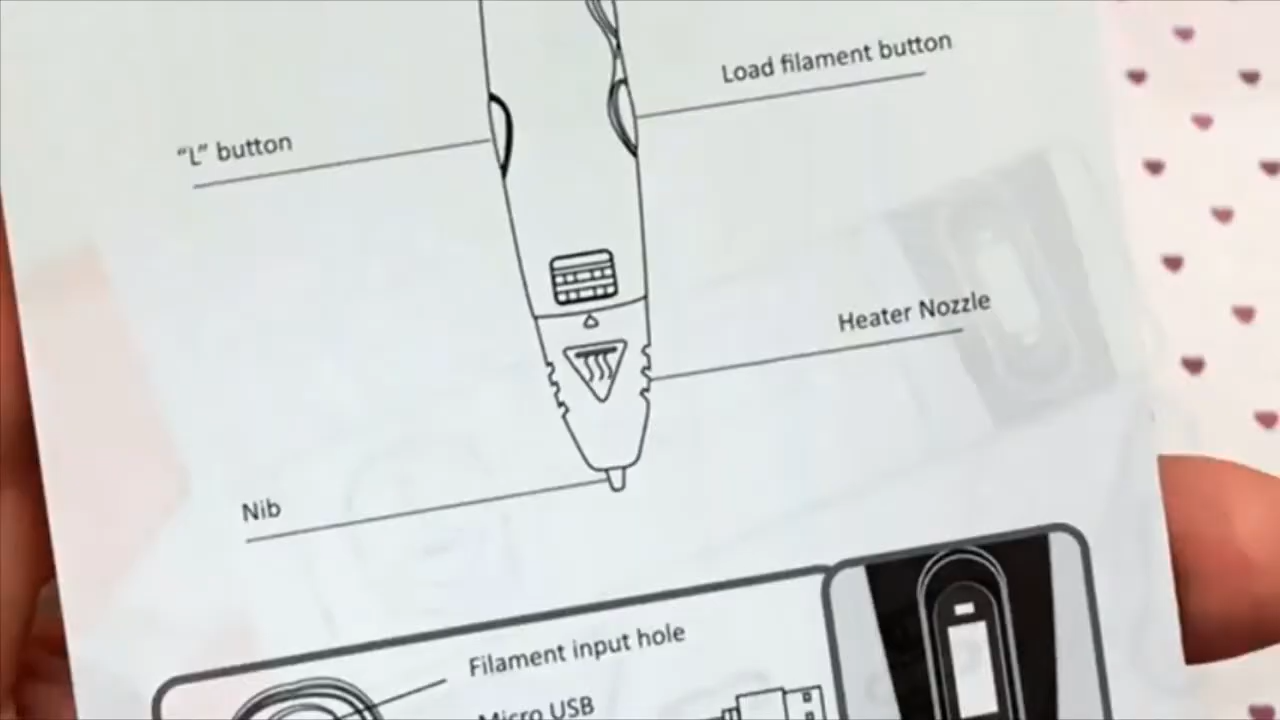 Load filament button
“L” button
Heater Nozzle
Nib
Filament input hole
Micro USB